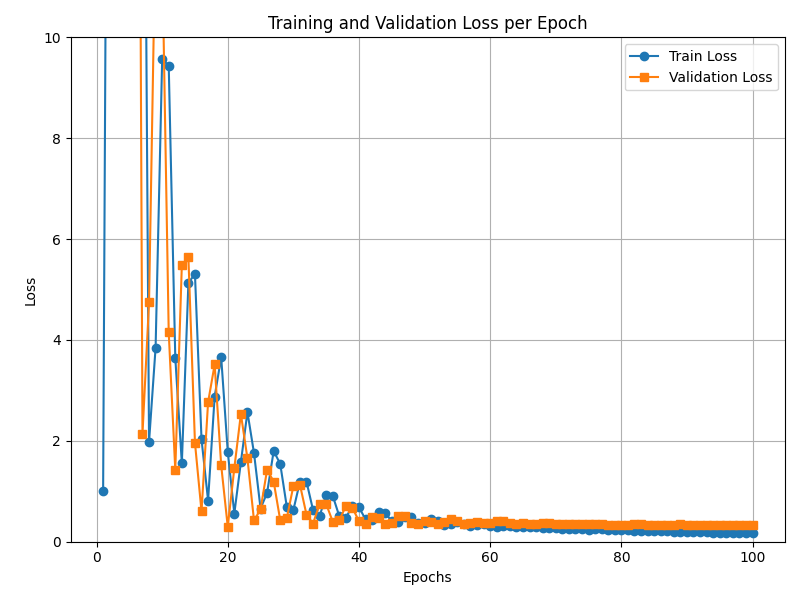 Training and Validation Loss per Epoch
10
8
6
4
2
0
Loss
Train Loss
Validation Loss
0 20 40 60 80 100
Epochs